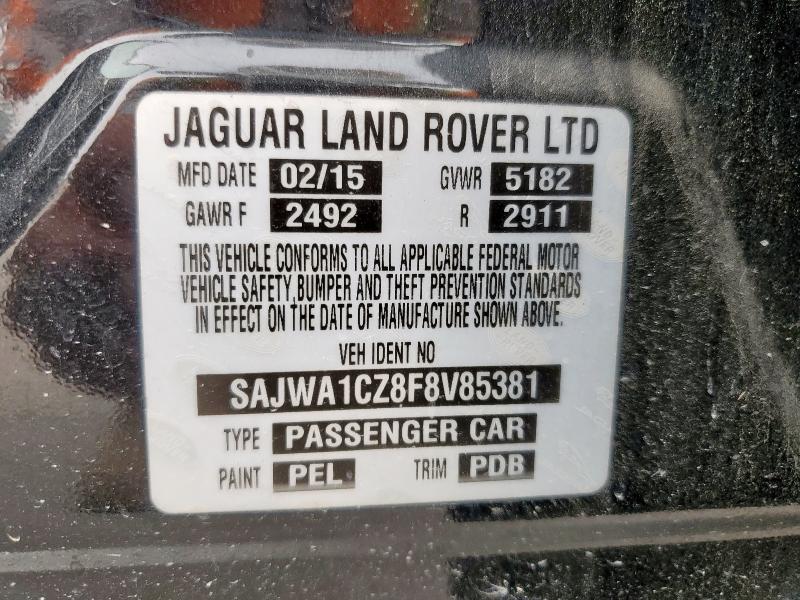 JAGUAR LAND ROVER LTD
MFD DATE 02/15 GVWR 5182
GAWR F 2492 R 2911
THIS VEHICLE CONFORMS TO ALL APPLICABLE FEDERAL MOTOR
VEHICLE SAFETY, BUMPER AND THEFT PREVENTION STANDARDS
IN EFFECT ON THE DATE OF MANUFACTURE SHOWN ABOVE.
VEH IDENT NO
SAJWA1CZ8F8V85381
TYPE PASSENGER CAR
PAINT PEL TRIM PDB